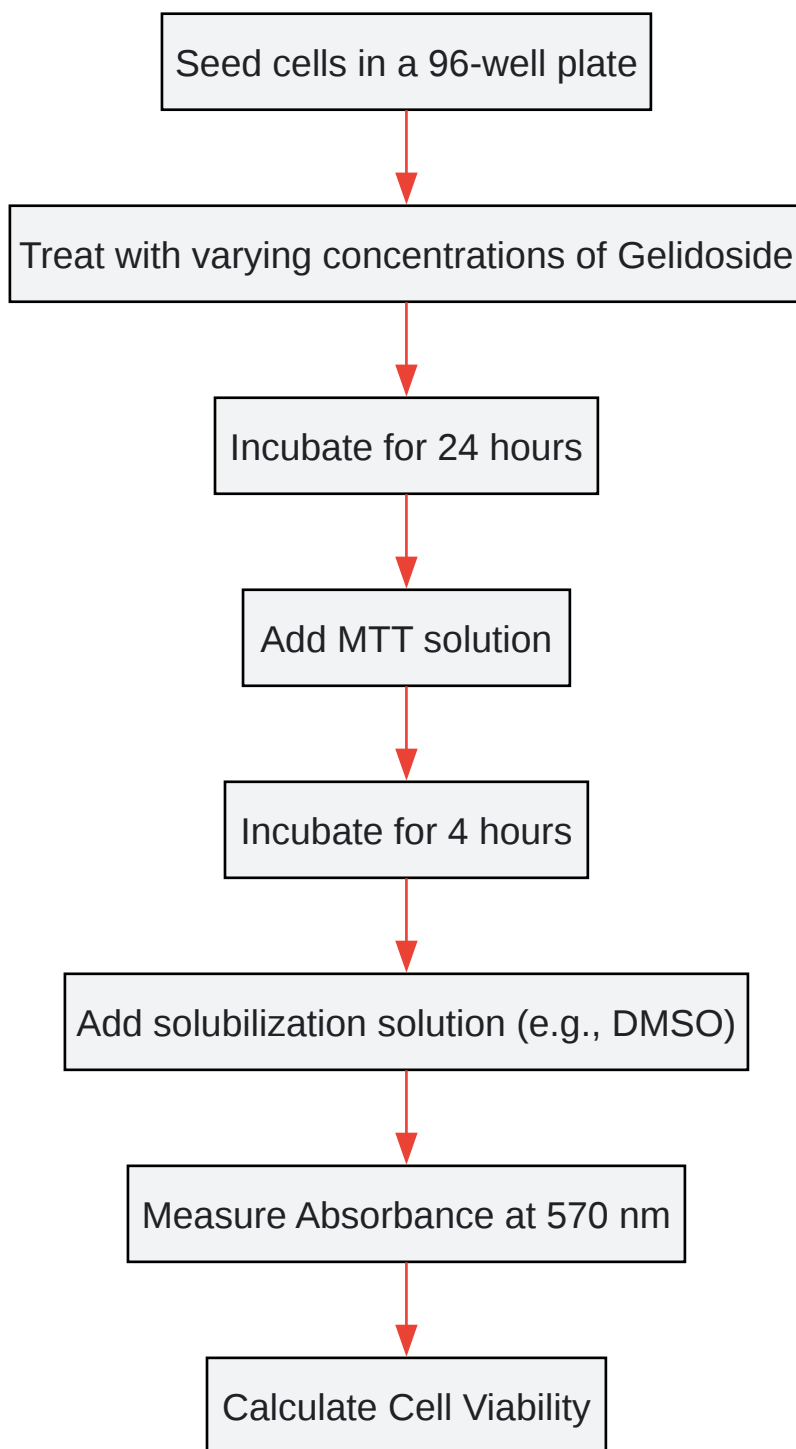 Seed cells in a 96-well plate
Treat with varying concentrations of Gelidoside
Incubate for 24 hours
Add MTT solution
Incubate for 4 hours
Add solubilization solution (e.g., DMSO)
Measure Absorbance at 570 nm
Calculate Cell Viability